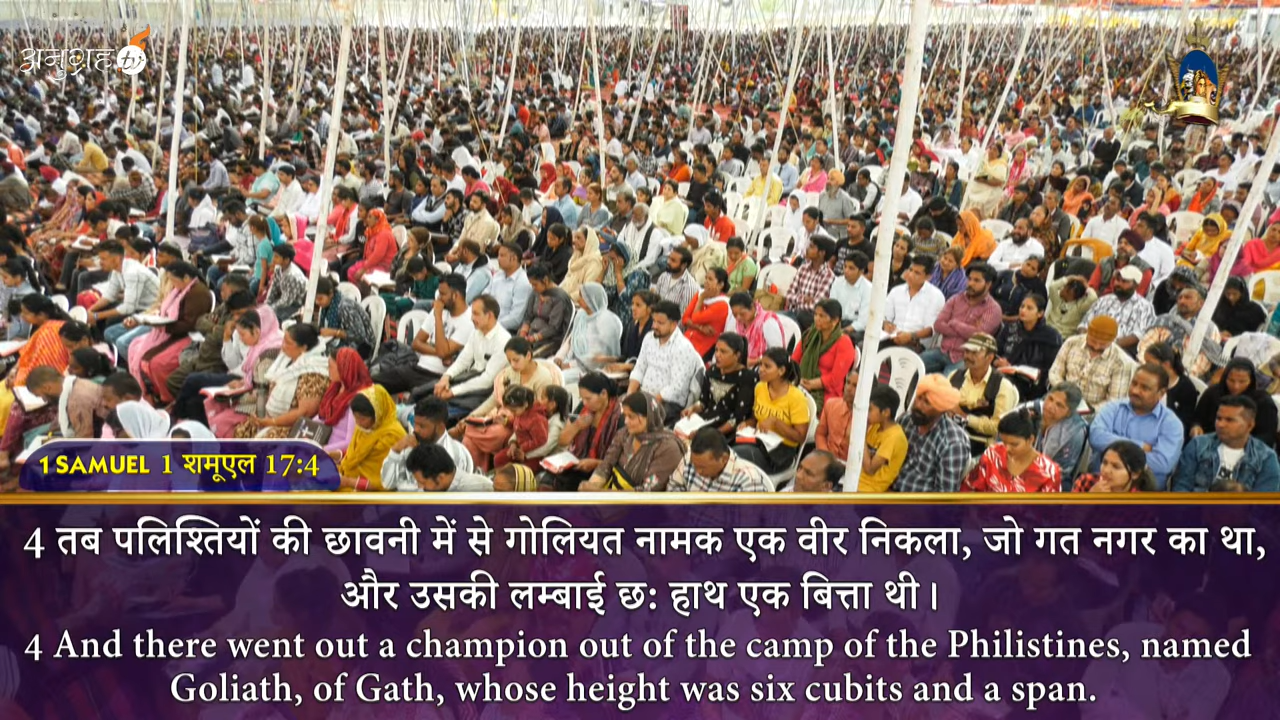 अनुग्रह tv
1 SAMUEL 1 शमूएल 17:4
4 तब पलिश्तियों की छावनी में से गोलियत नामक एक वीर निकला, जो गत नगर का था,
और उसकी लम्बाई छ: हाथ एक बित्ता थी।
4 And there went out a champion out of the camp of the Philistines, named
Goliath, of Gath, whose height was six cubits and a span.